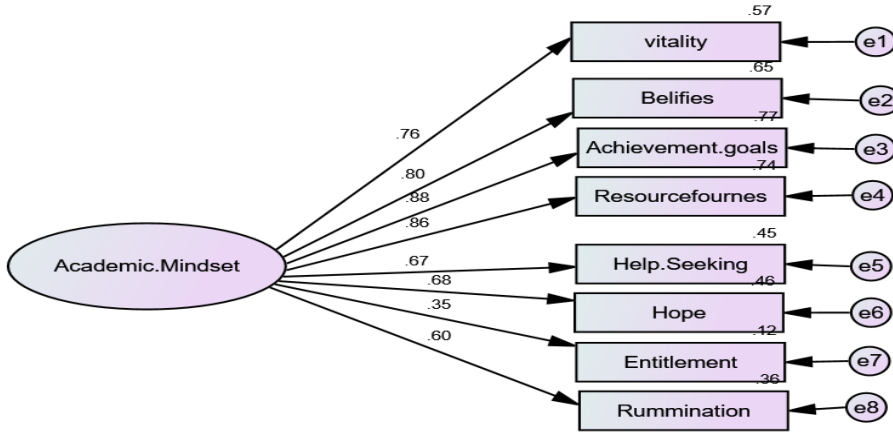 .57
vitality
e1
.65
Belifies
e2
.76
.77
Achievement.goals
e3
.80
.74
.88
Resourcefournes
e4
.86
.45
Academic.Mindset
.67
Help.Seeking
e5
.68
.46
Hope
e6
.35
.12
.60
Entitlement
e7
.36
Rummination
e8